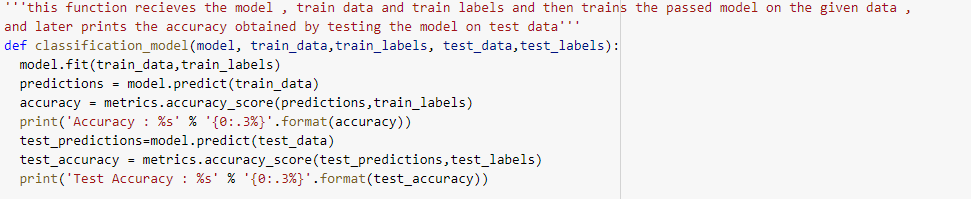 '''this function recieves the model , train data and train labels and then trains the passed model on the given data ,
and later prints the accuracy obtained by testing the model on test data'''
def classification_model(model, train_data,train_labels, test_data,test_labels):
  model.fit(train_data,train_labels)
  predictions = model.predict(train_data)
  accuracy = metrics.accuracy_score(predictions,train_labels)
  print('Accuracy : %s' % '{0:.3%}'.format(accuracy))
  test_predictions=model.predict(test_data)
  test_accuracy = metrics.accuracy_score(test_predictions,test_labels)
  print('Test Accuracy : %s' % '{0:.3%}'.format(test_accuracy))